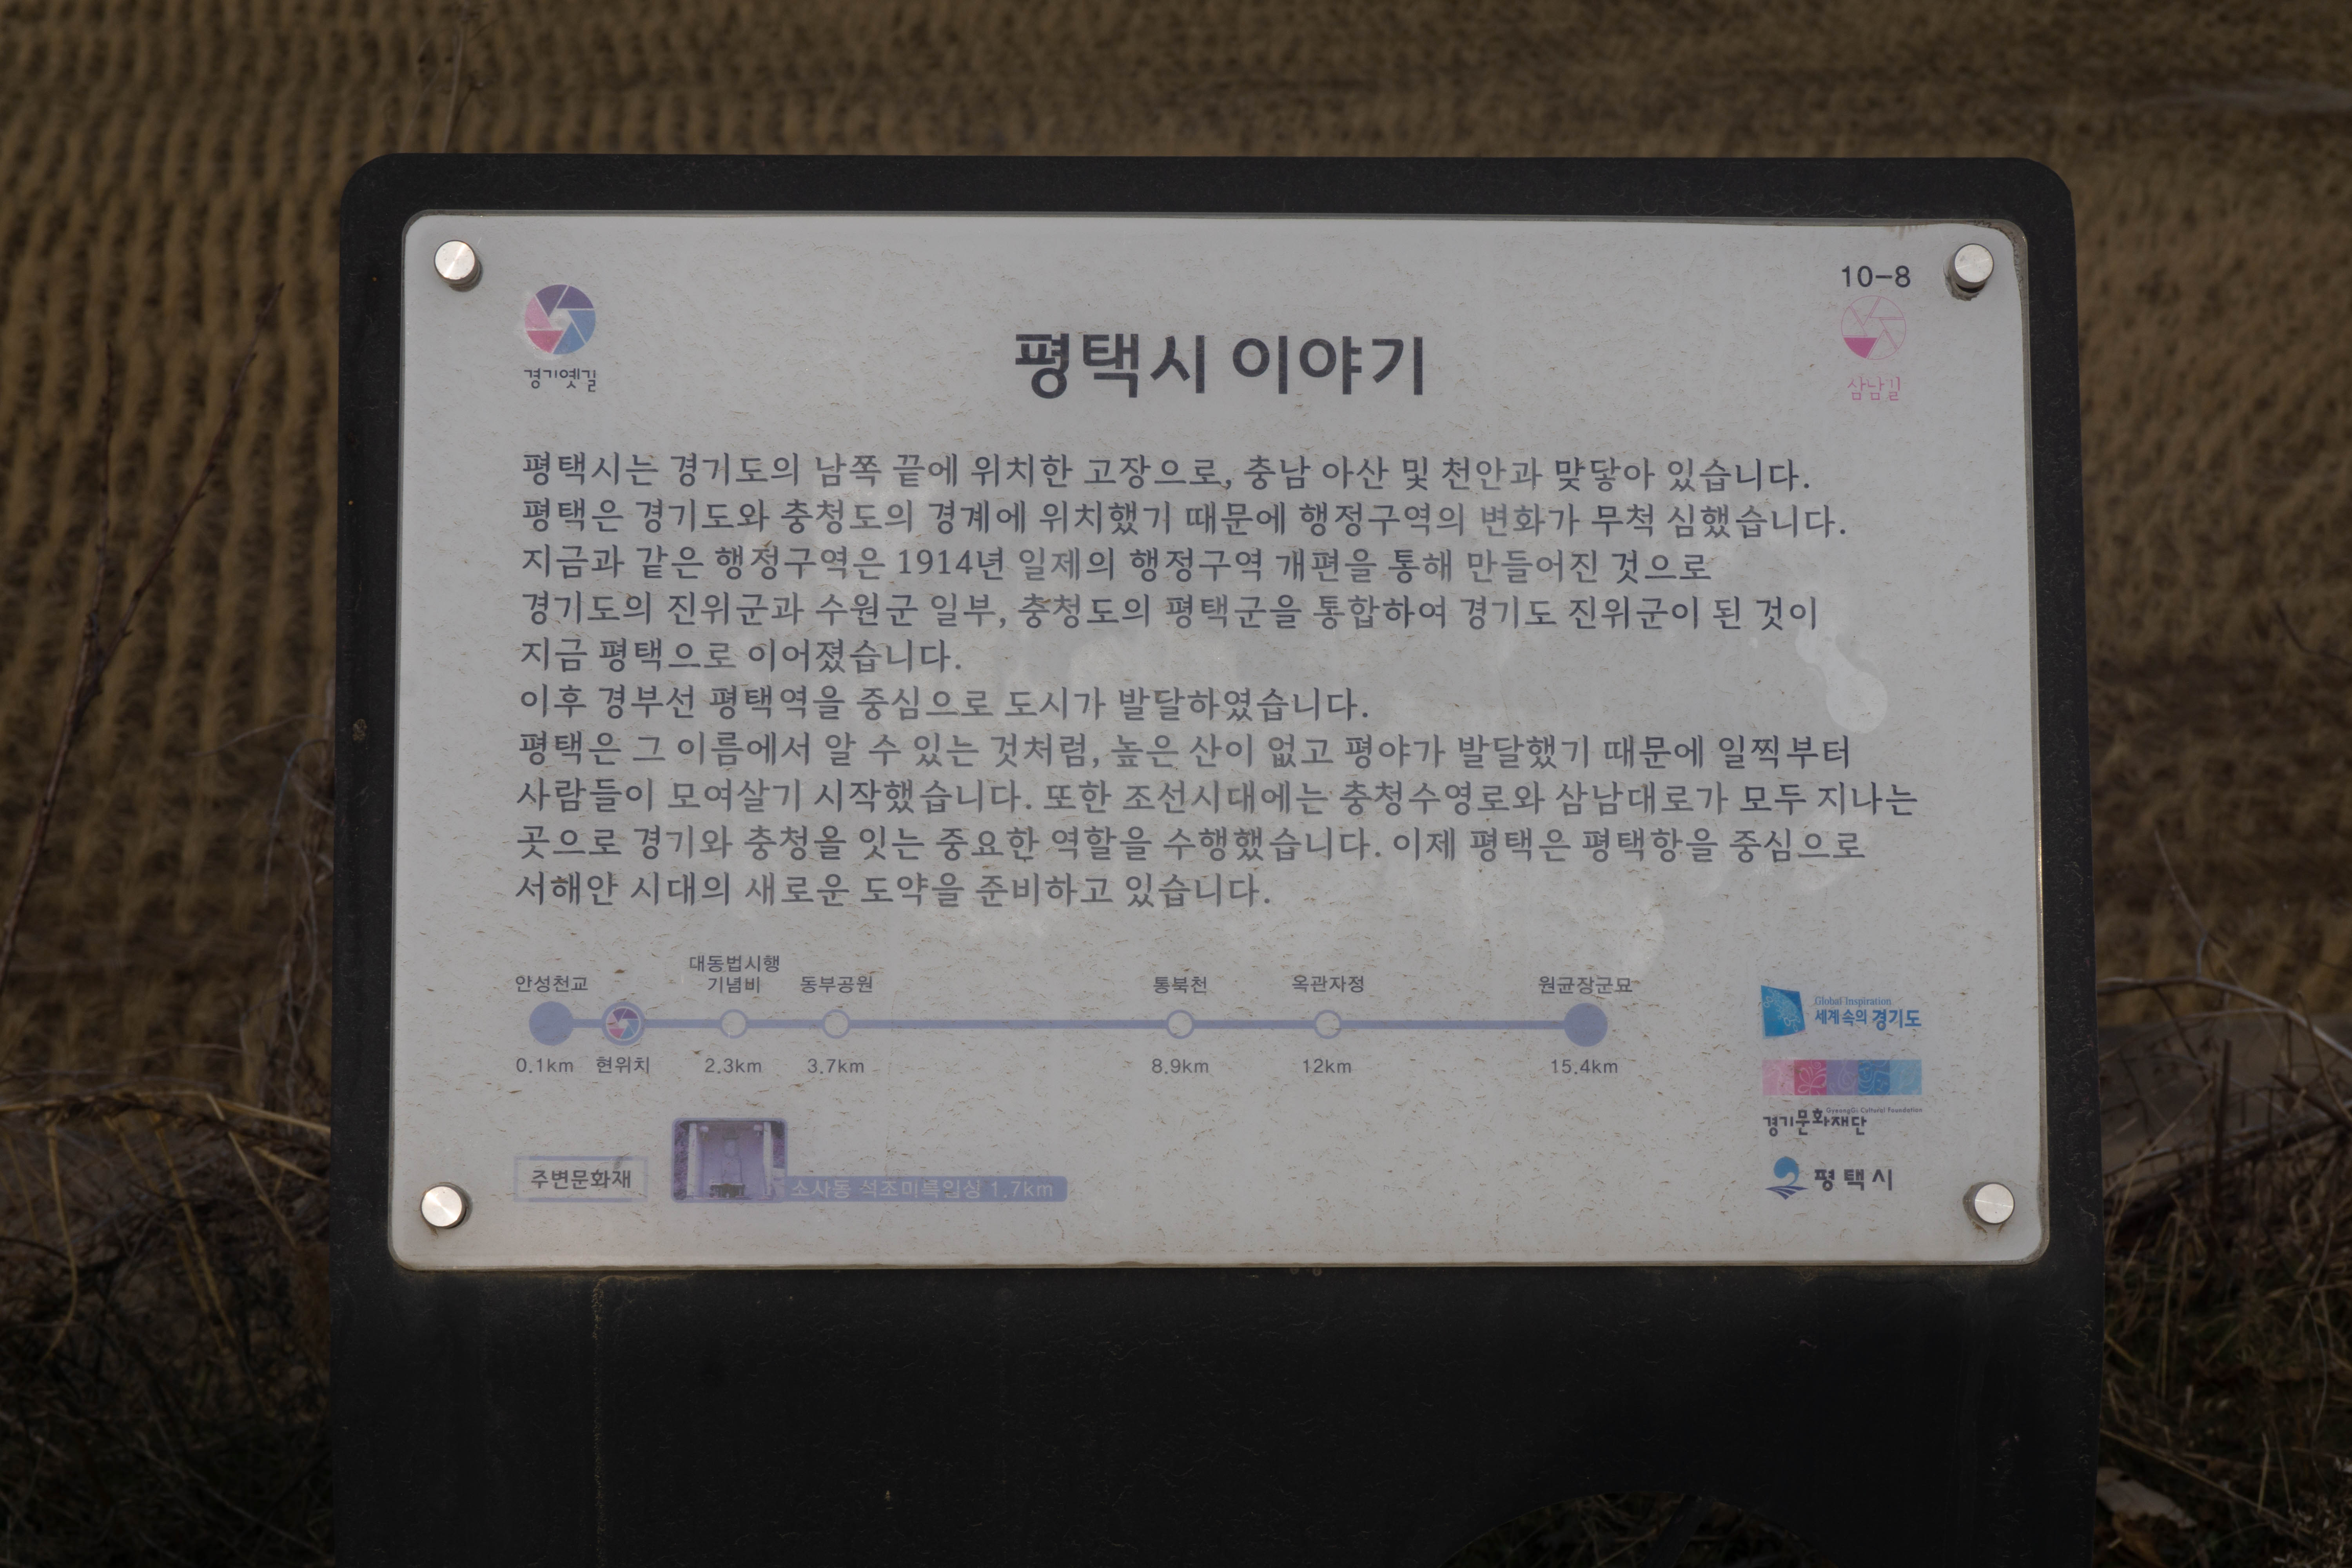 10-8
경기옛길
삼남길
평택시 이야기
평택시는 경기도의 남쪽 끝에 위치한 고장으로, 충남 아산 및 천안과 맞닿아 있습니다.
평택은 경기도와 충청도의 경계에 위치했기 때문에 행정구역의 변화가 무척 심했습니다.
지금과 같은 행정구역은 1914년 일제의 행정구역 개편을 통해 만들어진 것으로
경기도의 진위군과 수원군 일부, 충청도의 평택군을 통합하여 경기도 진위군이 된 것이
지금 평택으로 이어졌습니다.
이후 경부선 평택역을 중심으로 도시가 발달하였습니다.
평택은 그 이름에서 알 수 있는 것처럼, 높은 산이 없고 평야가 발달했기 때문에 일찍부터
사람들이 모여살기 시작했습니다. 또한 조선시대에는 충청수영로와 삼남대로가 모두 지나는
곳으로 경기와 충청을 잇는 중요한 역할을 수행했습니다. 이제 평택은 평택항을 중심으로
서해안 시대의 새로운 도약을 준비하고 있습니다.
안성천교 대동법시행 기념비 동부공원 통복천 옥관자정 원균장군묘
0.1km 현위치 2.3km 3.7km 8.9km 12km 15.4km
Global Inspiration
세계 속의 경기도
GyeongGi Cultural Foundation
경기문화재단
평택시
주변문화재
소사동 석조미륵입상 1.7km